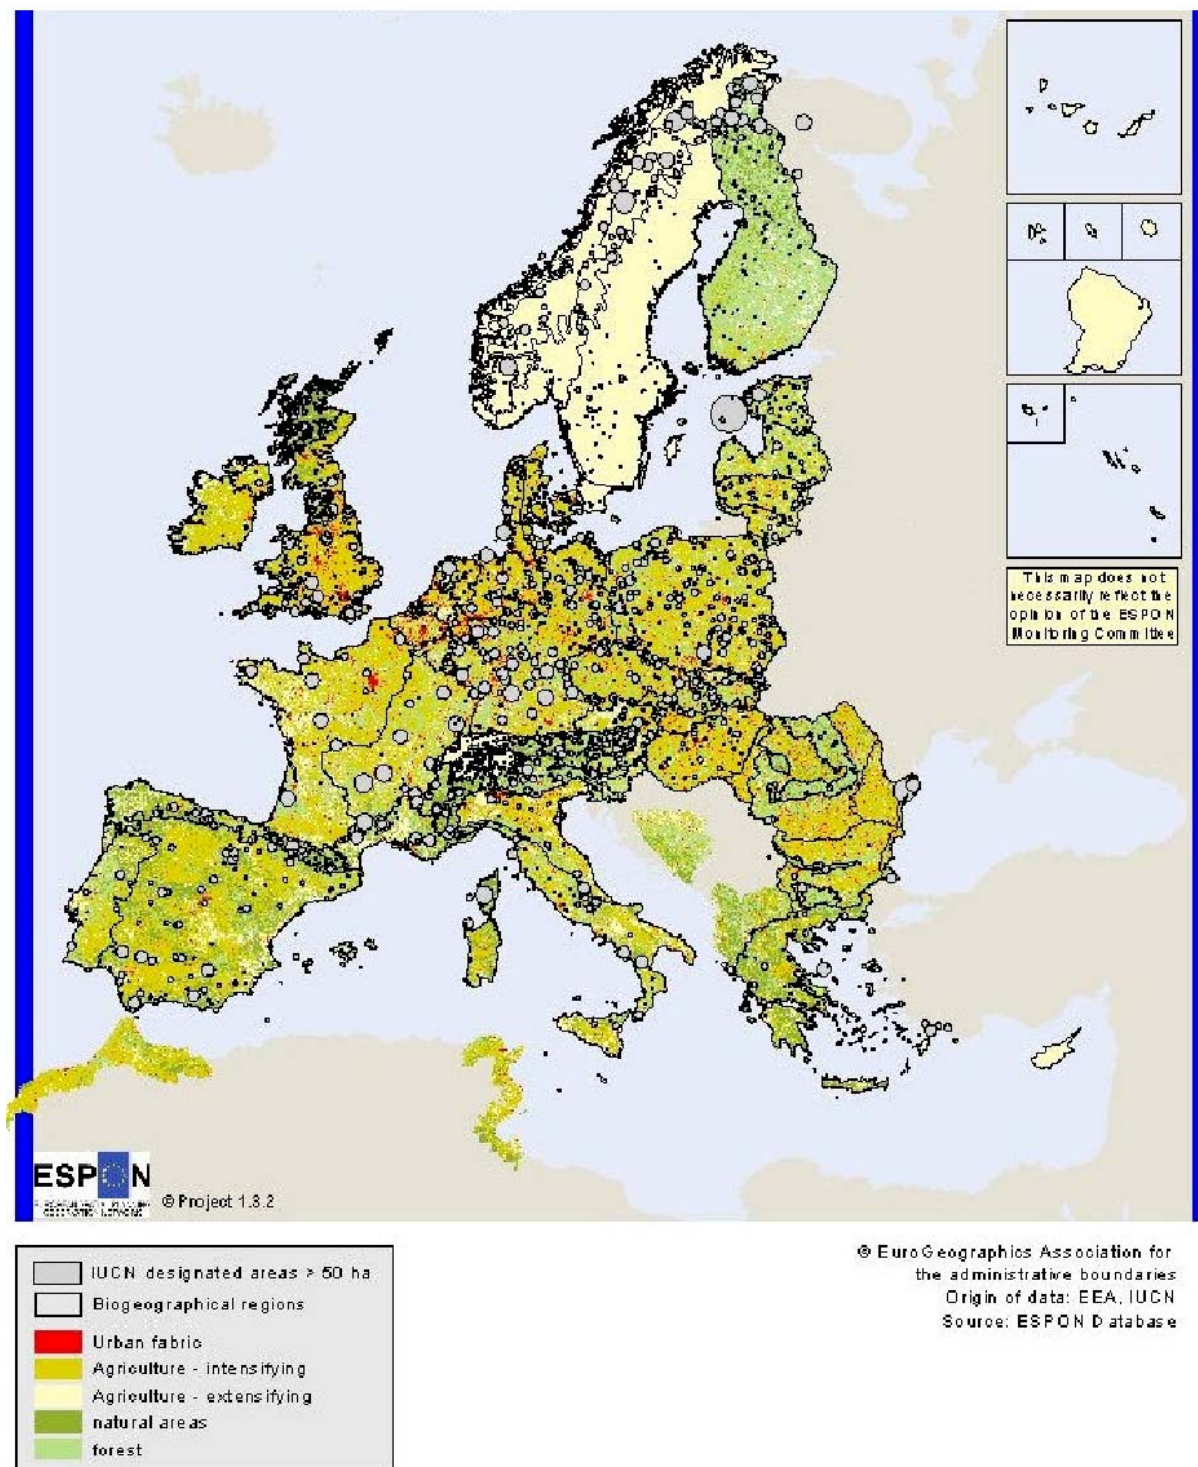 This map does not
necessarily reflect the
opinion of the ESPON
Monitoring Committee
ESPON
© Project 1.3.2
IUCN designated areas > 50 ha
Biogeographical regions
Urban fabric
Agriculture - intensifying
Agriculture - extensifying
natural areas
forest
© EuroGeographics Association for
the administrative boundaries
Origin of data: EEA, IUCN
Source: ESPON Database